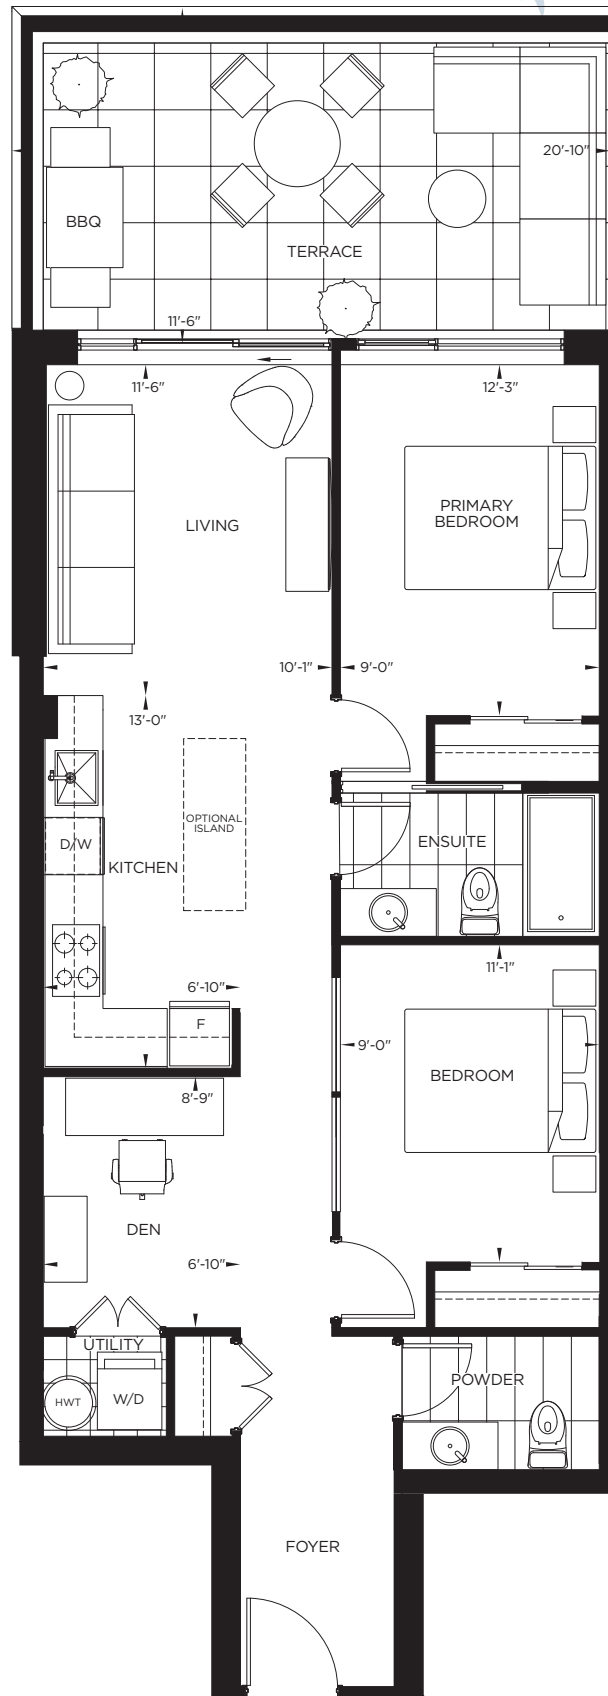 20'-10"
BBQ
TERRACE
11'-6"
11'-6"
12'-3"
PRIMARY
BEDROOM
LIVING
10'-1"
9'-0"
13'-0"
OPTIONAL
ISLAND
D/W
ENSUITE
KITCHEN
11'-1"
6'-10"
F
9'-0"
BEDROOM
8'-9"
DEN
6'-10"
UTILITY
POWDER
HWT
W/D
FOYER